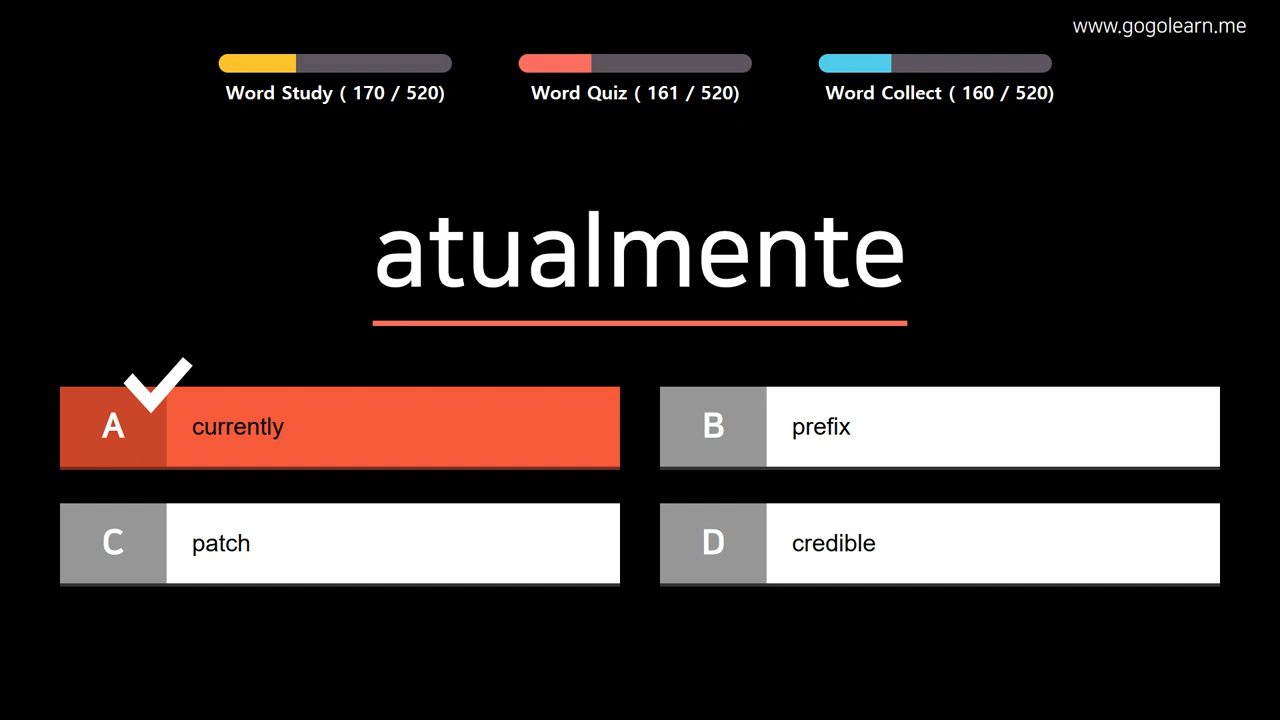 www.gogolearn.me
Word Study ( 170 / 520)
Word Quiz ( 161 / 520)
Word Collect ( 160 / 520)
atualmente
A currently
B prefix
C patch
D credible